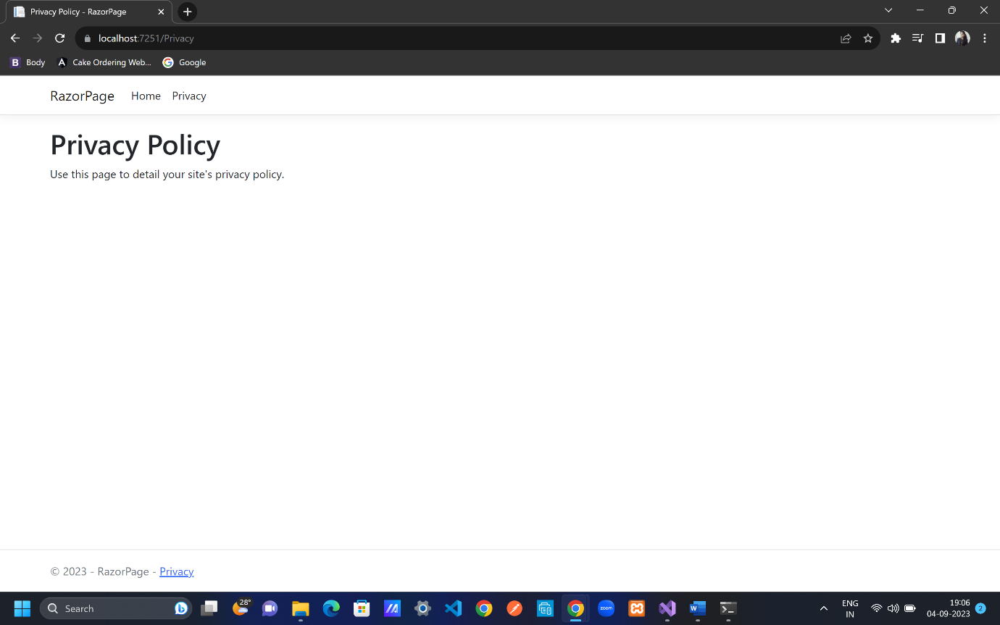 Privacy Policy - RazorPage
localhost:7251/Privacy
B Body A Cake Ordering Web... G Google
RazorPage Home Privacy
Privacy Policy
Use this page to detail your site's privacy policy.
© 2023 - RazorPage - Privacy
Search 28° zoom W ENG 19:06
IN 04-09-2023 2